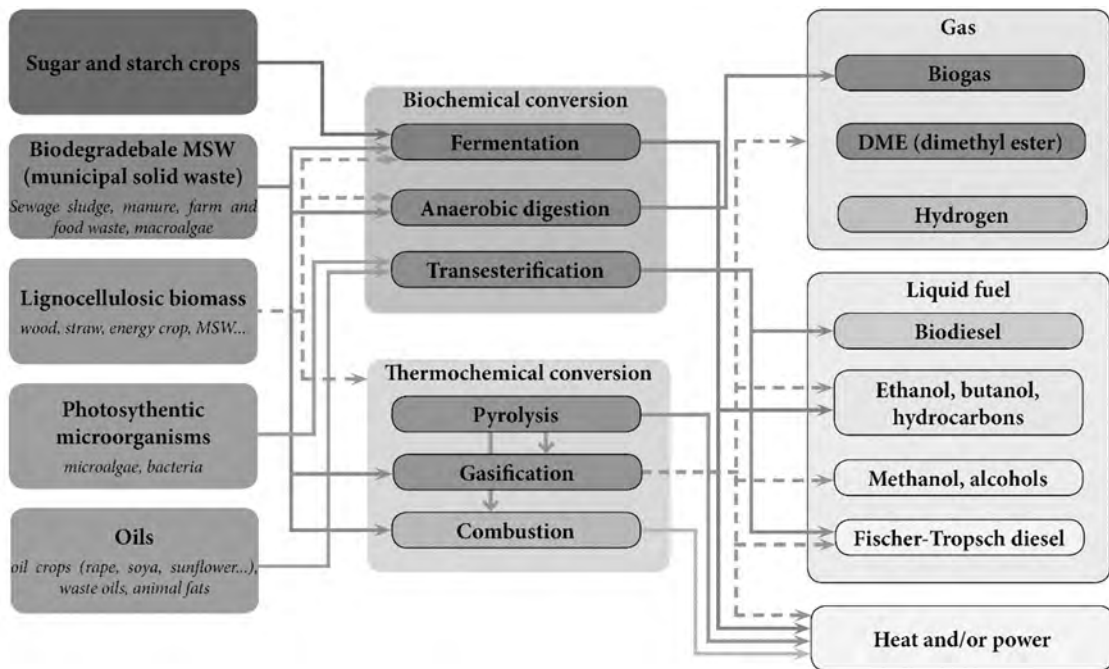 Sugar and starch crops
Biodegradebale MSW
(municipal solid waste)
Sewage sludge, manure, farm and
food waste, macroalgae
Lignocellulosic biomass
wood, straw, energy crop, MSW...
Photosythentic
microorganisms
microalgae, bacteria
Oils
oil crops (rape, soya, sunflower...),
waste oils, animal fats
Biochemical conversion
Fermentation
Anaerobic digestion
Transesterification
Thermochemical conversion
Pyrolysis
Gasification
Combustion
Gas
Biogas
DME (dimethyl ester)
Hydrogen
Liquid fuel
Biodiesel
Ethanol, butanol,
hydrocarbons
Methanol, alcohols
Fischer-Tropsch diesel
Heat and/or power